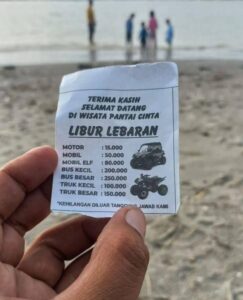 TERIMA KASIH
SELAMAT DATANG
DI WISATA PANTAI CINTA
LIBUR LEBARAN
MOTOR : 15.000
MOBIL : 50.000
MOBIL ELF : 80.000
BUS KECIL : 200.000
BUS BESAR : 250.000
TRUK KECIL : 100.000
TRUK BESAR : 150.000
*KEHILANGAN DILUAR TANGGUNG JAWAB KAMI